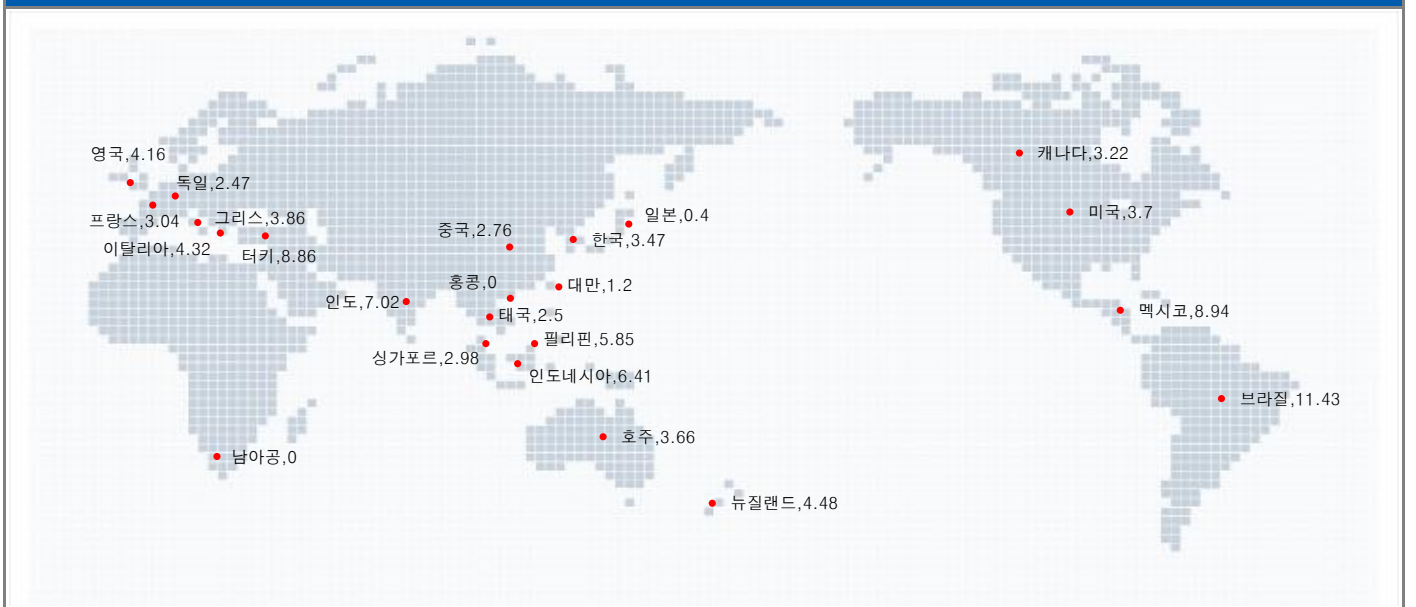 영국,4.16
캐나다,3.22
독일,2.47
프랑스,3.04
그리스,3.86
일본,0.4
미국,3.7
이탈리아,4.32
터키,8.86
중국,2.76
한국,3.47
홍콩,0
대만,1.2
인도,7.02
태국,2.5
멕시코,8.94
싱가포르,2.98
필리핀,5.85
인도네시아,6.41
브라질,11.43
호주,3.66
남아공,0
뉴질랜드,4.48